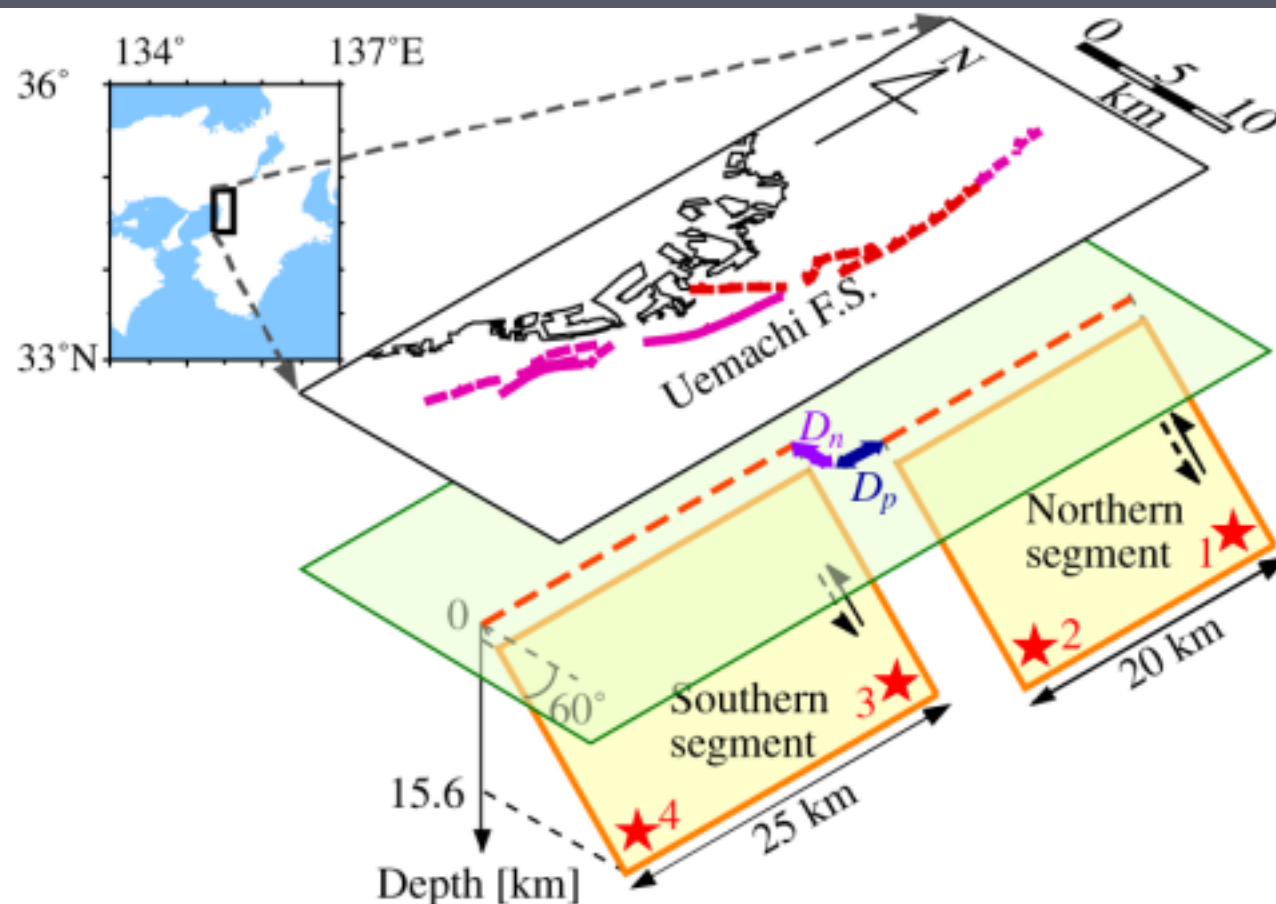 134° 137°E
36°
33°N
N
0 5 10
km
Uemachi F.S.
Dn
Dp
Northern
segment
1
2
20 km
0
60°
Southern
segment
3
4
25 km
15.6
Depth [km]